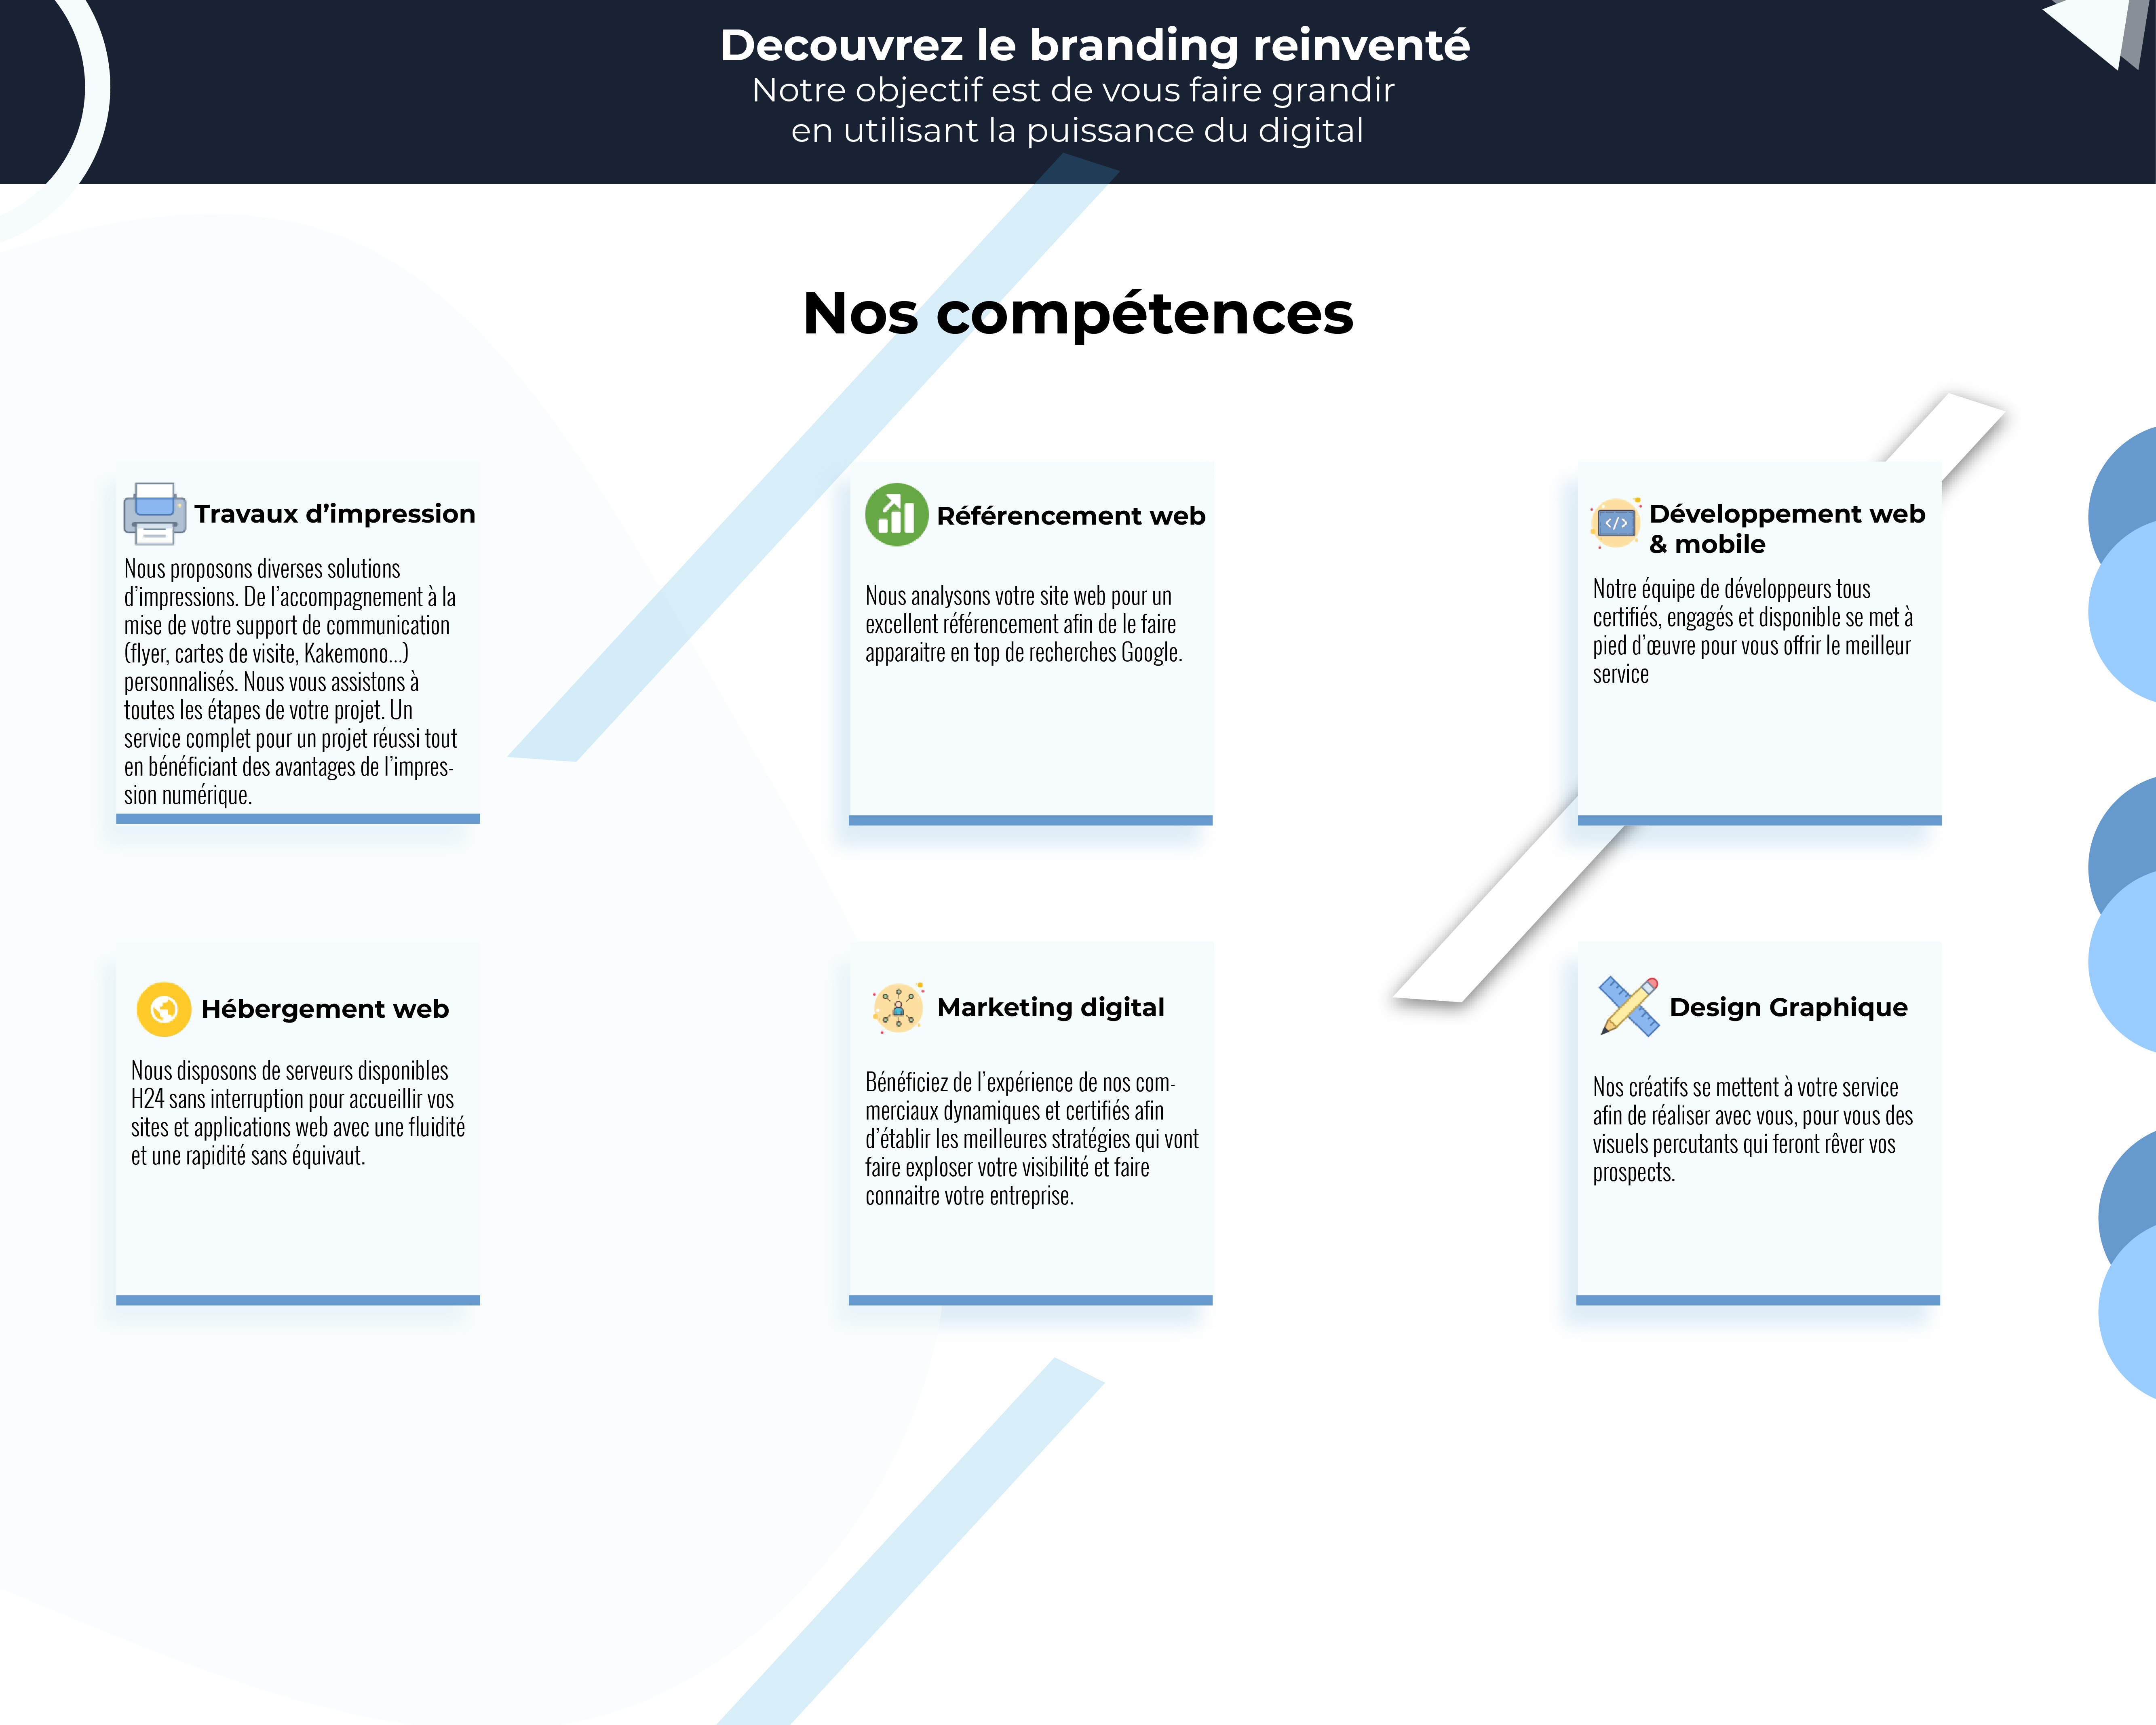 Decouvrez le branding reinventé
Notre objectif est de vous faire grandir
en utilisant la puissance du digital
Nos compétences
Travaux d’impression
Nous proposons diverses solutions
d’impressions. De l’accompagnement à la
mise de votre support de communication
(flyer, cartes de visite, Kakemono...)
personnalisés. Nous vous assistons à
toutes les étapes de votre projet. Un
service complet pour un projet réussi tout
en bénéficiant des avantages de l’impres-
sion numérique.
Référencement web
Nous analysons votre site web pour un
excellent référencement afin de le faire
apparaitre en top de recherches Google.
Développement web
& mobile
Notre équipe de développeurs tous
certifiés, engagés et disponible se met à
pied d’œuvre pour vous offrir le meilleur
service
Hébergement web
Nous disposons de serveurs disponibles
H24 sans interruption pour accueillir vos
sites et applications web avec une fluidité
et une rapidité sans équivaut.
Marketing digital
Bénéficiez de l’expérience de nos com-
merciaux dynamiques et certifiés afin
d’établir les meilleures stratégies qui vont
faire exploser votre visibilité et faire
connaitre votre entreprise.
Design Graphique
Nos créatifs se mettent à votre service
afin de réaliser avec vous, pour vous des
visuels percutants qui feront rêver vos
prospects.